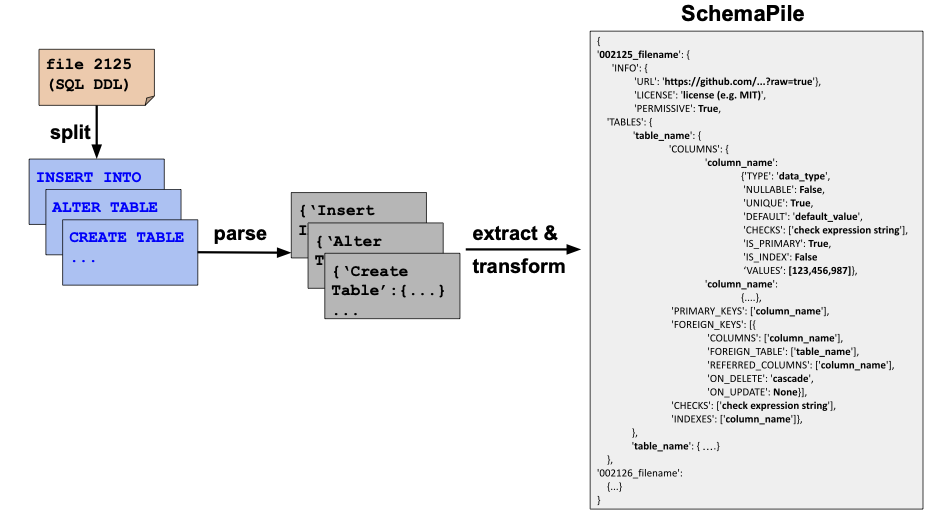 SchemaPile
file 2125
(SQL DDL)
split
INSERT INTO
ALTER TABLE
CREATE TABLE
...
parse
{‘Insert
I
{‘Alter
T
{‘Create
Table’:{...}
...
extract &
transform
{
'002125_filename': {
'INFO': {
'URL': 'https://github.com/...?raw=true'},
'LICENSE': 'license (e.g. MIT)',
'PERMISSIVE': True,
'TABLES': {
'table_name': {
'COLUMNS': {
'column_name':
{'TYPE': 'data_type',
'NULLABLE': False,
'UNIQUE': True,
'DEFAULT': 'default_value',
'CHECKS': ['check expression string'],
'IS_PRIMARY': True,
'IS_INDEX': False
‘VALUES’: [123,456,987]},
'column_name':
{....},
'PRIMARY_KEYS': ['column_name'],
'FOREIGN_KEYS': [{
'COLUMNS': ['column_name'],
'FOREIGN_TABLE': ['table_name'],
'REFERRED_COLUMNS': ['column_name'],
'ON_DELETE': 'cascade',
'ON_UPDATE': None}],
'CHECKS': ['check expression string'],
'INDEXES': ['column_name']},
},
'table_name': { ....}
},
'002126_filename':
{...}
}